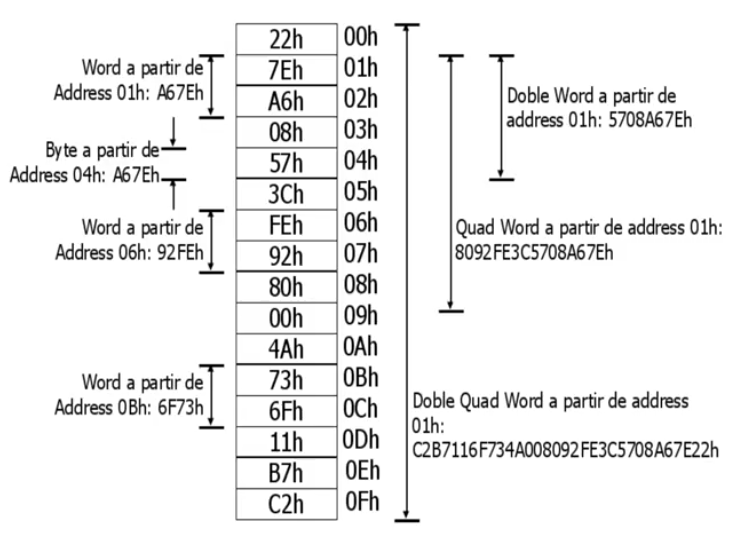 22h 00h
7Eh 01h
A6h 02h
08h 03h
57h 04h
3Ch 05h
FEh 06h
92h 07h
80h 08h
00h 09h
4Ah 0Ah
73h 0Bh
6Fh 0Ch
11h 0Dh
B7h 0Eh
C2h 0Fh
Word a partir de
Address 01h: A67Eh
Byte a partir de
Address 04h: A67Eh
Word a partir de
Address 06h: 92FEh
Word a partir de
Address 0Bh: 6F73h
Doble Word a partir de
address 01h: 5708A67Eh
Quad Word a partir de address 01h:
8092FE3C5708A67Eh
Doble Quad Word a partir de address
01h:
C2B7116F734A008092FE3C5708A67E22h